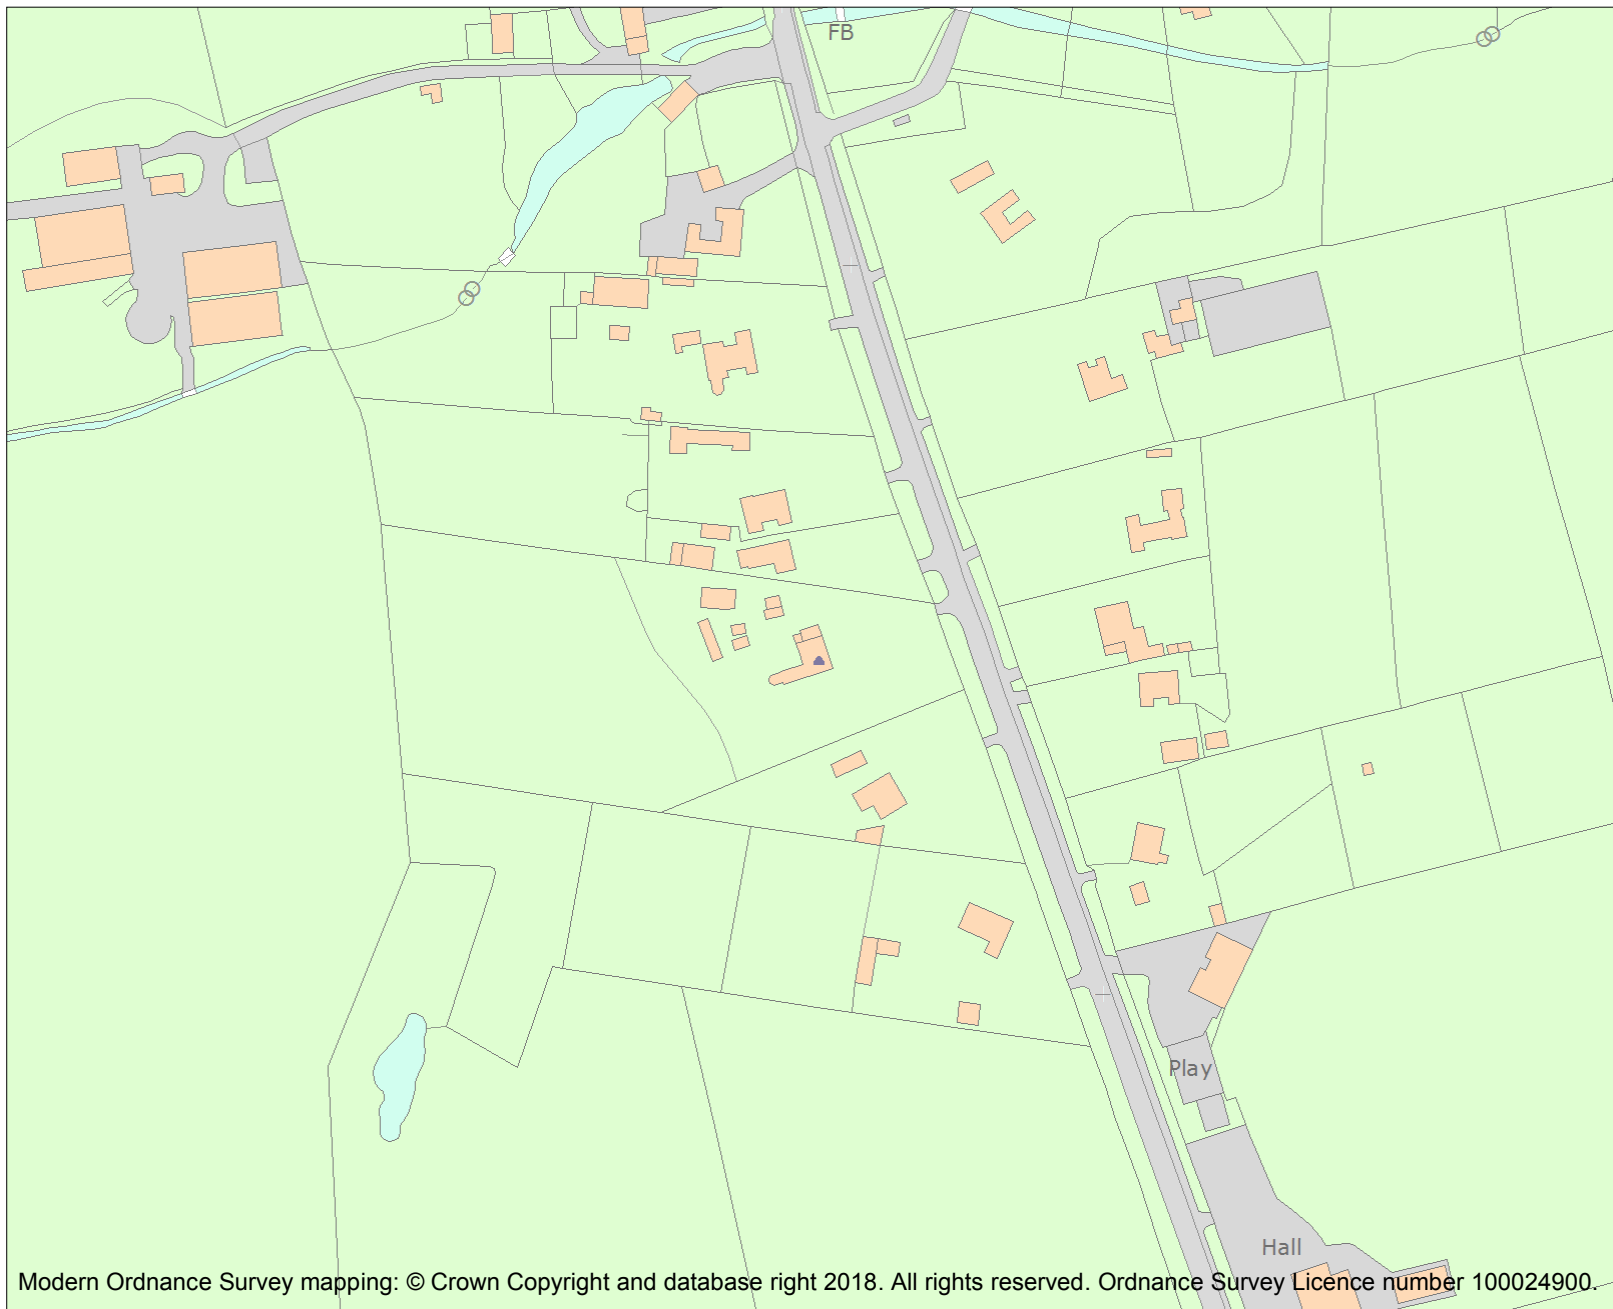 FB
Play
Hall
Modern Ordnance Survey mapping: © Crown Copyright and database right 2018. All rights reserved. Ordnance Survey Licence number 100024900.